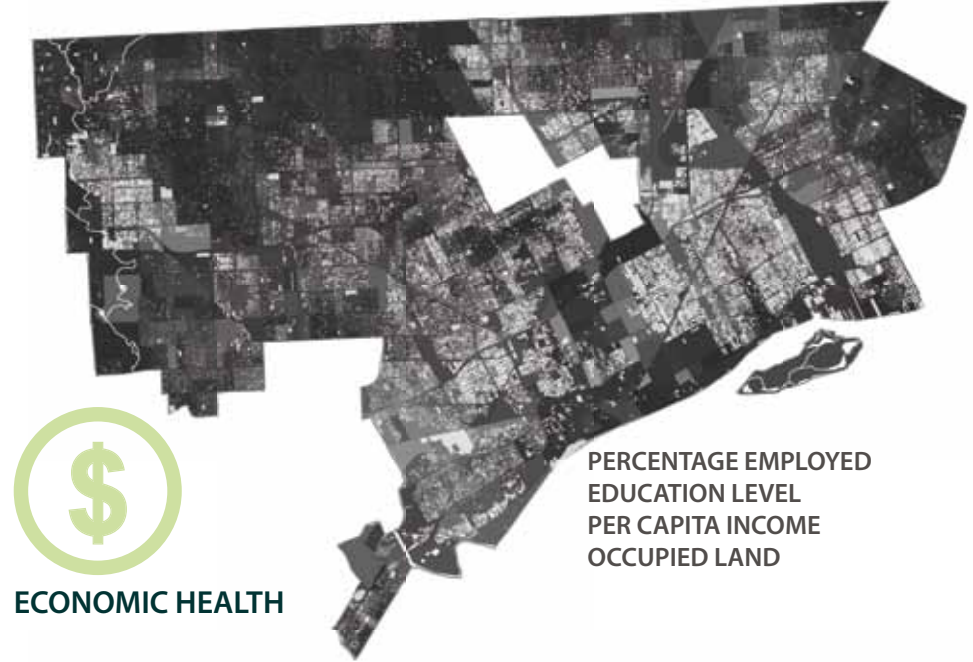 $
ECONOMIC HEALTH
PERCENTAGE EMPLOYED
EDUCATION LEVEL
PER CAPITA INCOME
OCCUPIED LAND